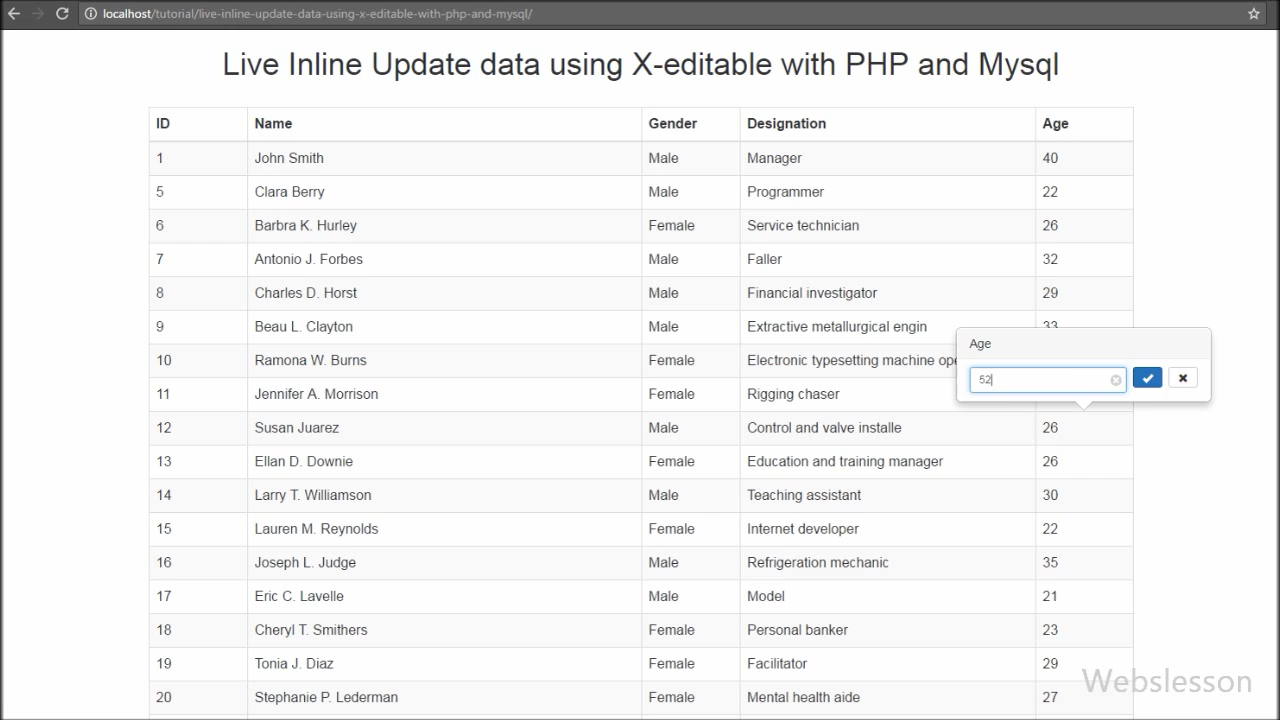 localhost/tutorial/live-inline-update-data-using-x-editable-with-php-and-mysql/
Live Inline Update data using X-editable with PHP and Mysql
ID Name Gender Designation Age
1 John Smith Male Manager 40
5 Clara Berry Male Programmer 22
6 Barbra K. Hurley Female Service technician 26
7 Antonio J. Forbes Male Faller 32
8 Charles D. Horst Male Financial investigator 29
9 Beau L. Clayton Male Extractive metallurgical engin 33
Age
10 Ramona W. Burns Female Electronic typesetting machine ope
52
11 Jennifer A. Morrison Female Rigging chaser
12 Susan Juarez Male Control and valve installe 26
13 Ellan D. Downie Female Education and training manager 26
14 Larry T. Williamson Male Teaching assistant 30
15 Lauren M. Reynolds Female Internet developer 22
16 Joseph L. Judge Male Refrigeration mechanic 35
17 Eric C. Lavelle Male Model 21
18 Cheryl T. Smithers Female Personal banker 23
19 Tonia J. Diaz Female Facilitator 29
20 Stephanie P. Lederman Female Mental health aide 27
Webslesson